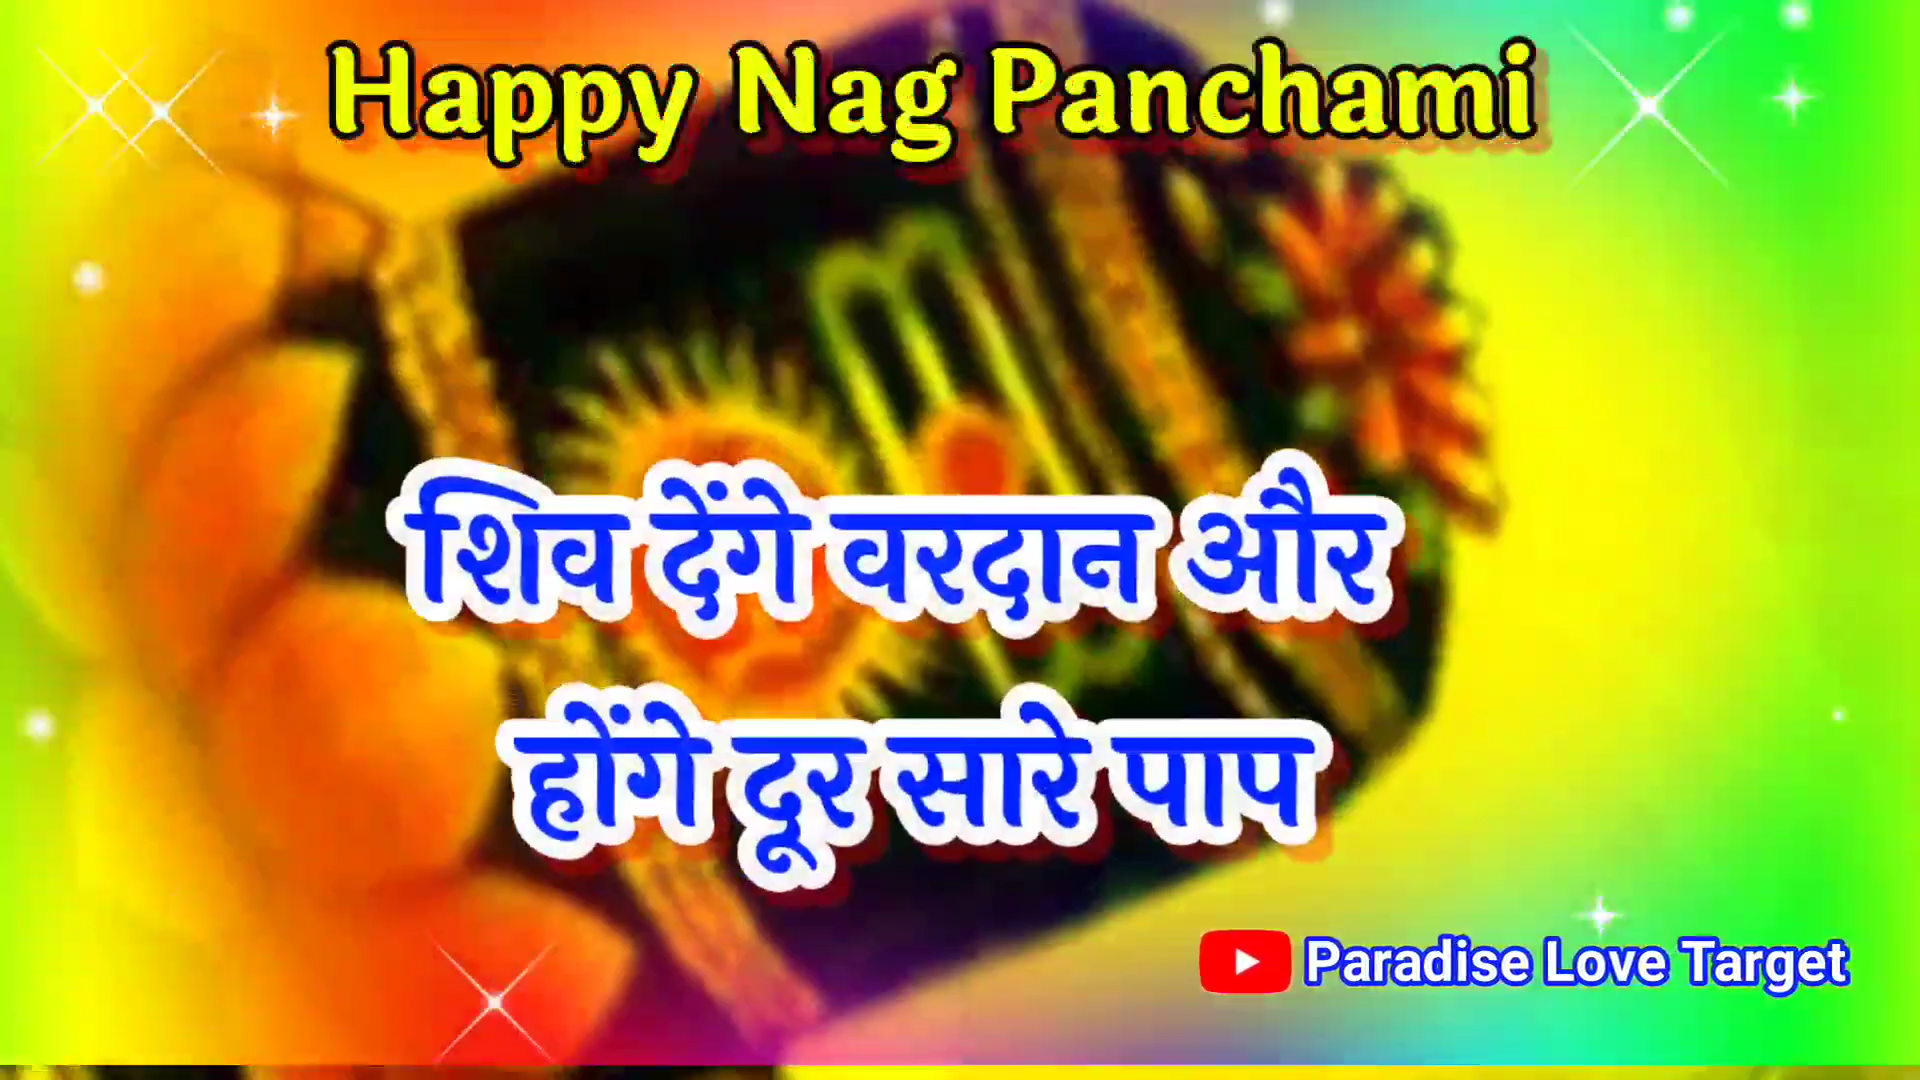 Happy Nag Panchami
शिव देंगे वरदान और
होंगे दूर सारे पाप
Paradise Love Target